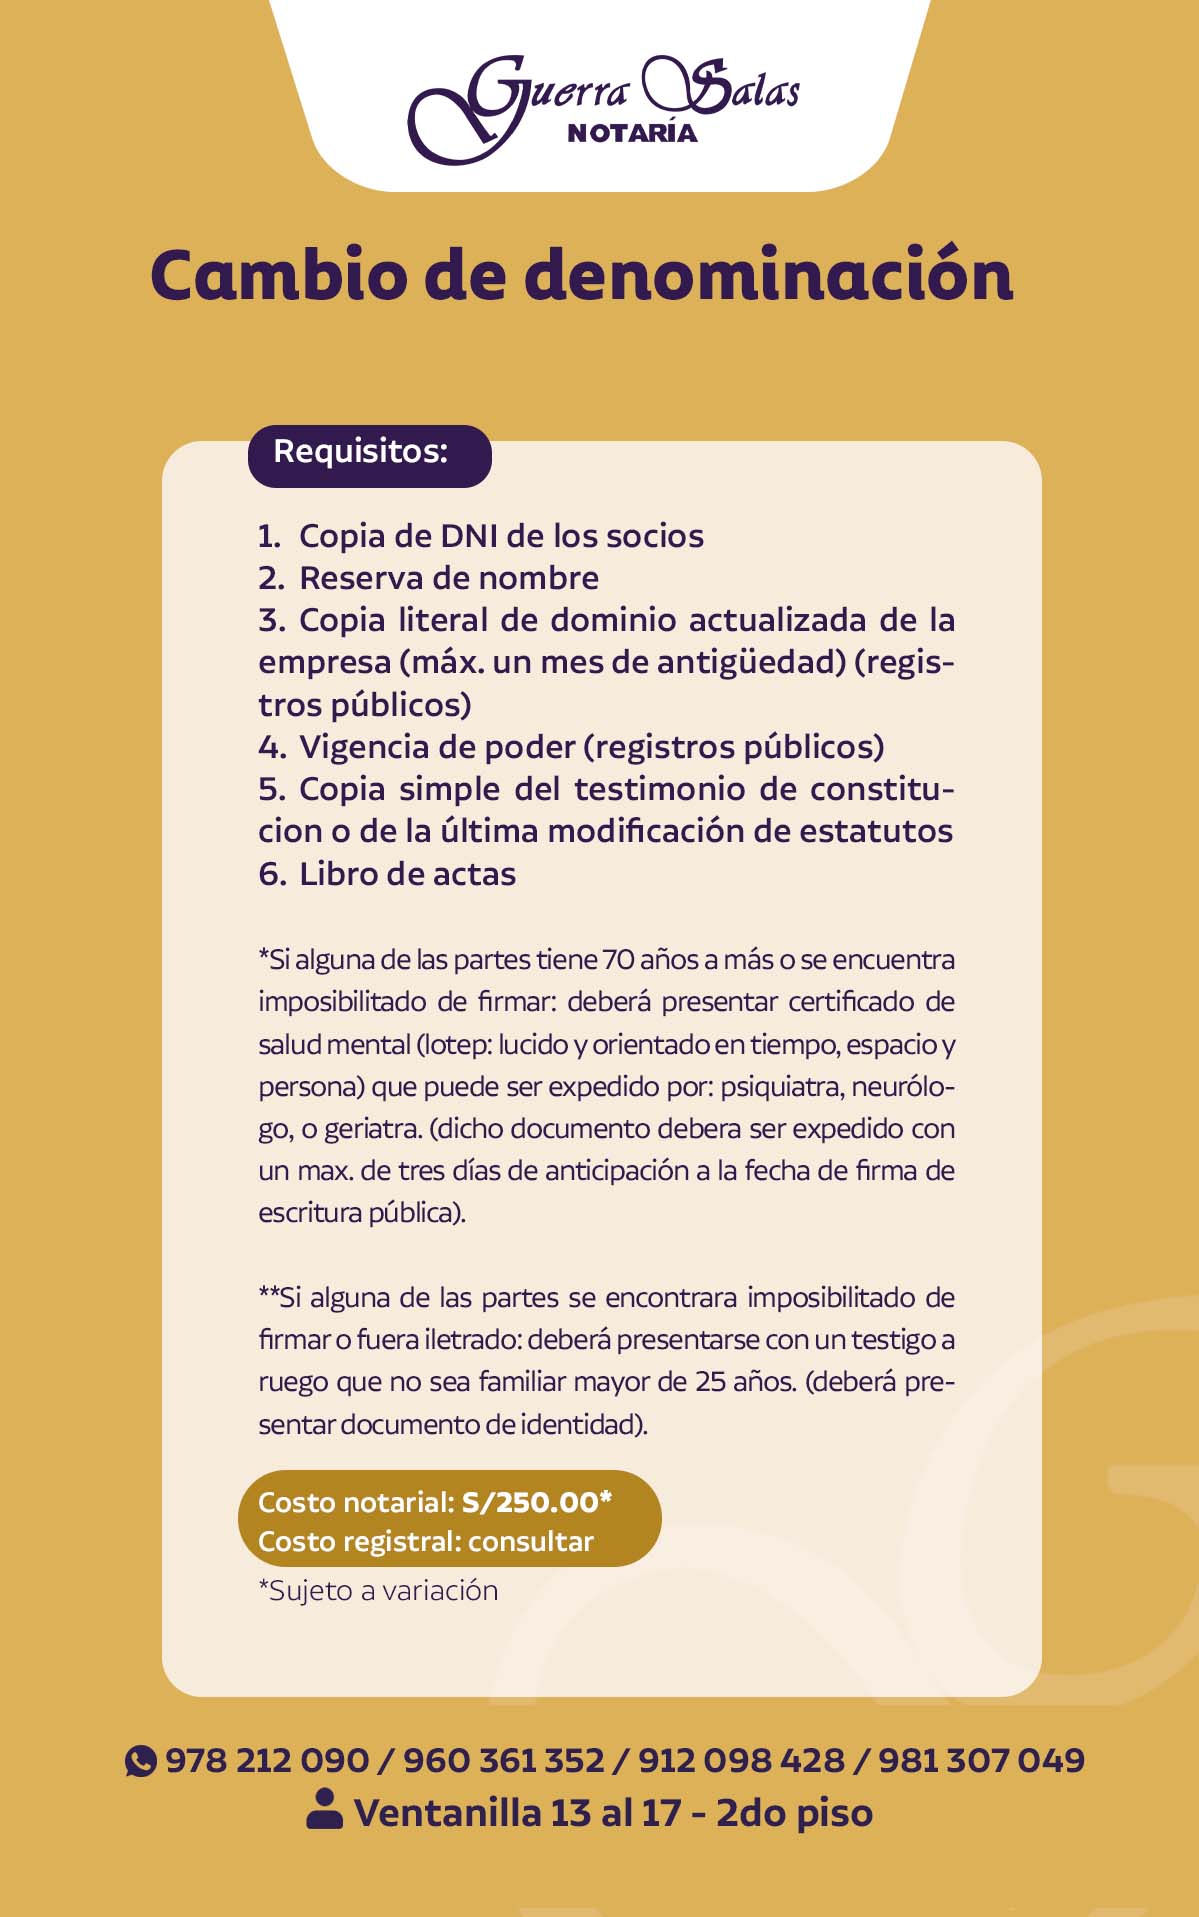 Guerra Salas
NOTARÍA
Cambio de denominación
Requisitos:
1. Copia de DNI de los socios
2. Reserva de nombre
3. Copia literal de dominio actualizada de la
empresa (máx. un mes de antigüedad) (regis-
tros públicos)
4. Vigencia de poder (registros públicos)
5. Copia simple del testimonio de constitu-
cion o de la última modificación de estatutos
6. Libro de actas
*Si alguna de las partes tiene 70 años a más o se encuentra
imposibilitado de firmar: deberá presentar certificado de
salud mental (lotep: lucido y orientado en tiempo, espacio y
persona) que puede ser expedido por: psiquiatra, neurólo-
go, o geriatra. (dicho documento debera ser expedido con
un max. de tres días de anticipación a la fecha de firma de
escritura pública).
**Si alguna de las partes se encontrara imposibilitado de
firmar o fuera iletrado: deberá presentarse con un testigo a
ruego que no sea familiar mayor de 25 años. (deberá pre-
sentar documento de identidad).
Costo notarial: S/250.00*
Costo registral: consultar
*Sujeto a variación
978 212 090 / 960 361 352 / 912 098 428 / 981 307 049
Ventanilla 13 al 17 - 2do piso